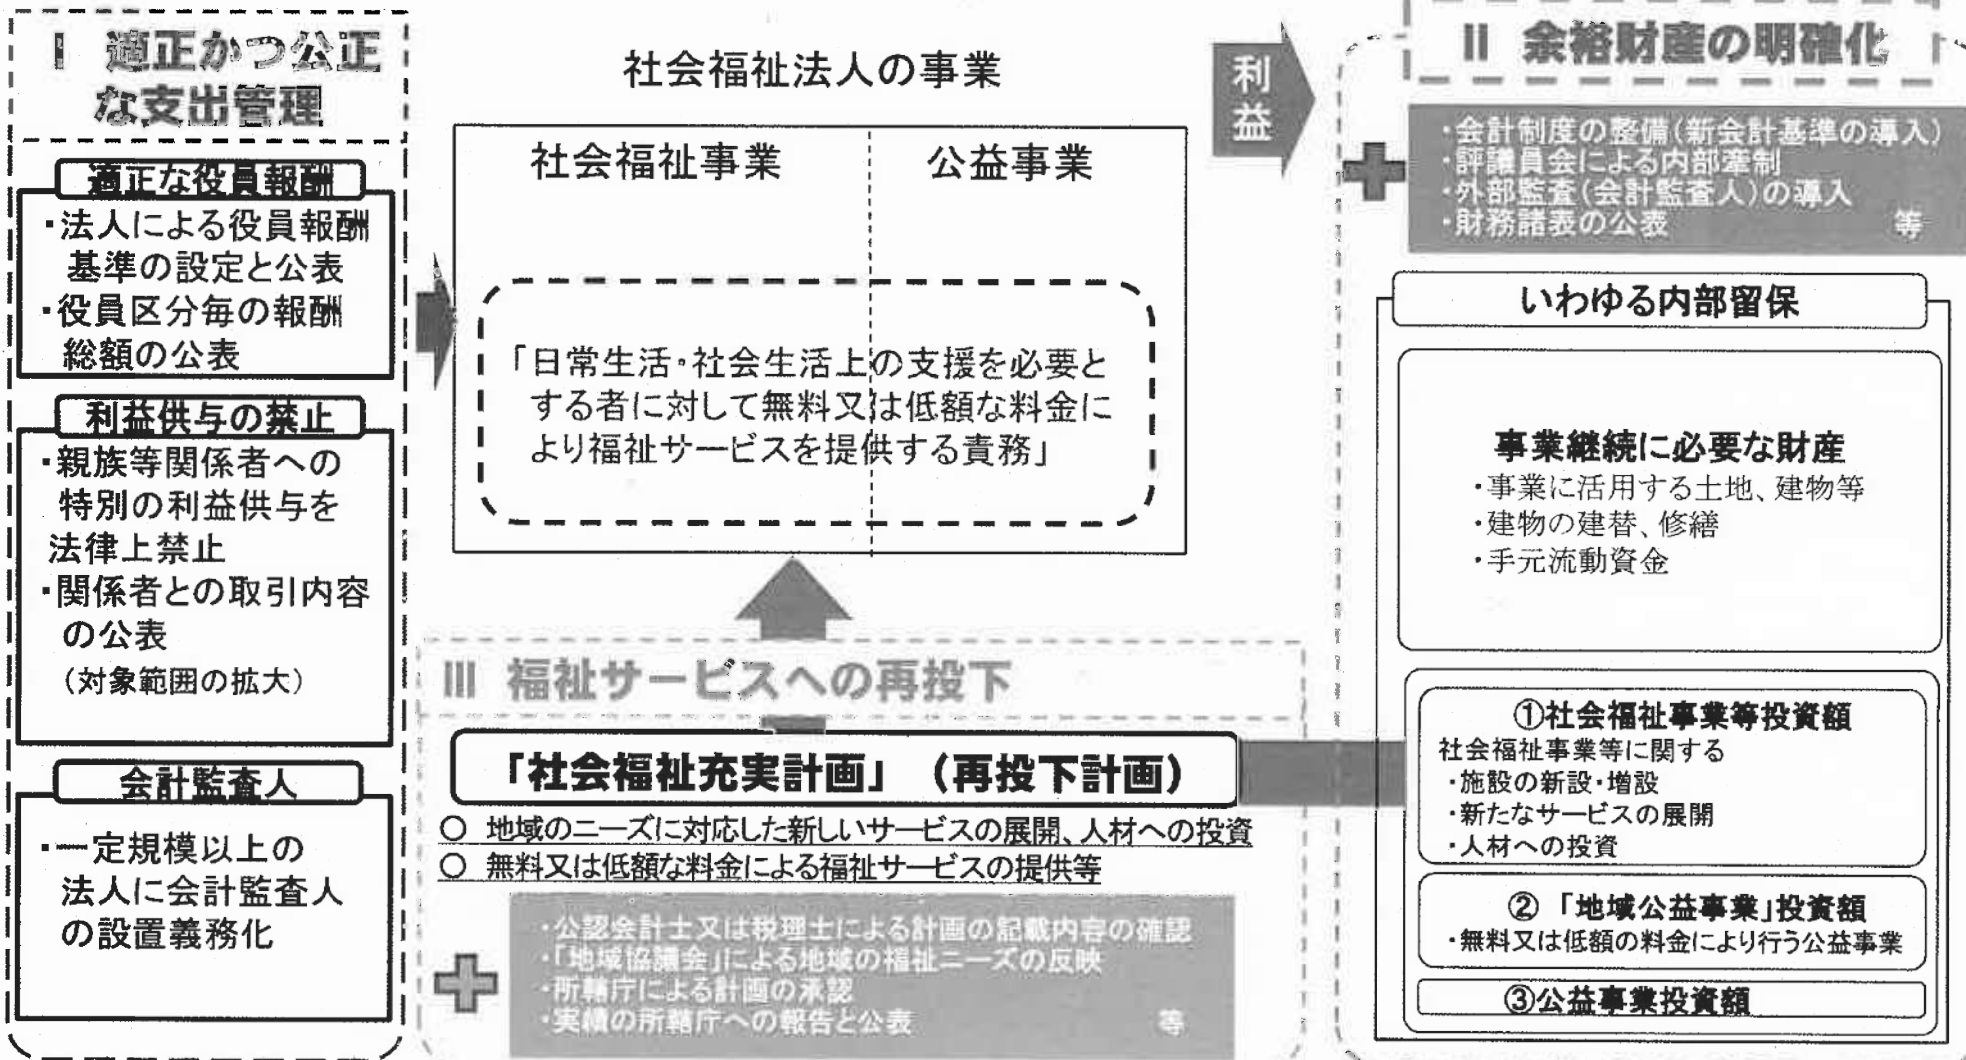 Ⅰ 適正かつ公正
な支出管理
適正な役員報酬
・法人による役員報酬
基準の設定と公表
・役員区分毎の報酬
総額の公表
利益供与の禁止
・親族等関係者への
特別の利益供与を
法律上禁止
・関係者との取引内容
の公表
（対象範囲の拡大）
会計監査人
・一定規模以上の
法人に会計監査人
の設置義務化
社会福祉法人の事業
社会福祉事業
公益事業
「日常生活・社会生活上の支援を必要と
する者に対して無料又は低額な料金に
より福祉サービスを提供する責務」
Ⅲ 福祉サービスへの再投下
「社会福祉充実計画」（再投下計画）
○ 地域のニーズに対応した新しいサービスの展開、人材への投資
○ 無料又は低額な料金による福祉サービスの提供等
・公認会計士又は税理士による計画の記載内容の確認
・「地域協議会」による地域の福祉ニーズの反映
・所轄庁による計画の承認
・実績の所轄庁への報告と公表 等
利益
Ⅱ 余裕財産の明確化
・会計制度の整備（新会計基準の導入）
・評議員会による内部牽制
・外部監査（会計監査人）の導入
・財務諸表の公表 等
いわゆる内部留保
事業継続に必要な財産
・事業に活用する土地、建物等
・建物の建替、修繕
・手元流動資金
①社会福祉事業等投資額
社会福祉事業等に関する
・施設の新設・増設
・新たなサービスの展開
・人材への投資
②「地域公益事業」投資額
・無料又は低額の料金により行う公益事業
③公益事業投資額